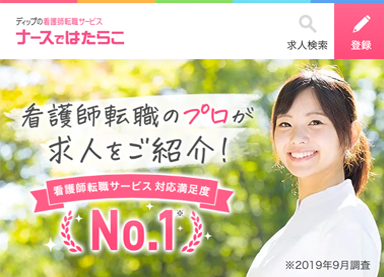 ディップの看護師転職サービス
ナースではたらこ
求人検索
登録
看護師転職のプロが
求人をご紹介！
看護師転職サービス 対応満足度
No.1※
※2019年9月調査